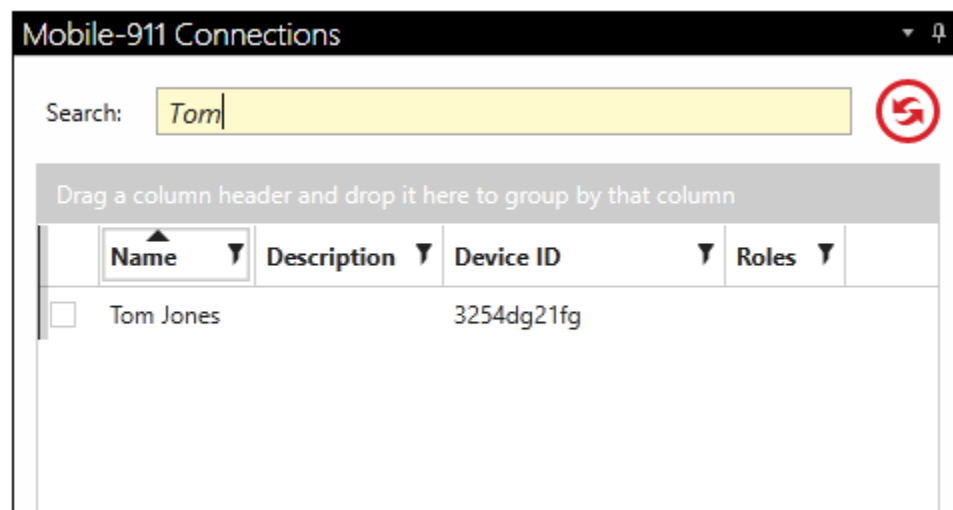 Mobile-911 Connections
Search: Tom
Drag a column header and drop it here to group by that column
Name Description Device ID Roles
Tom Jones 3254dg21fg